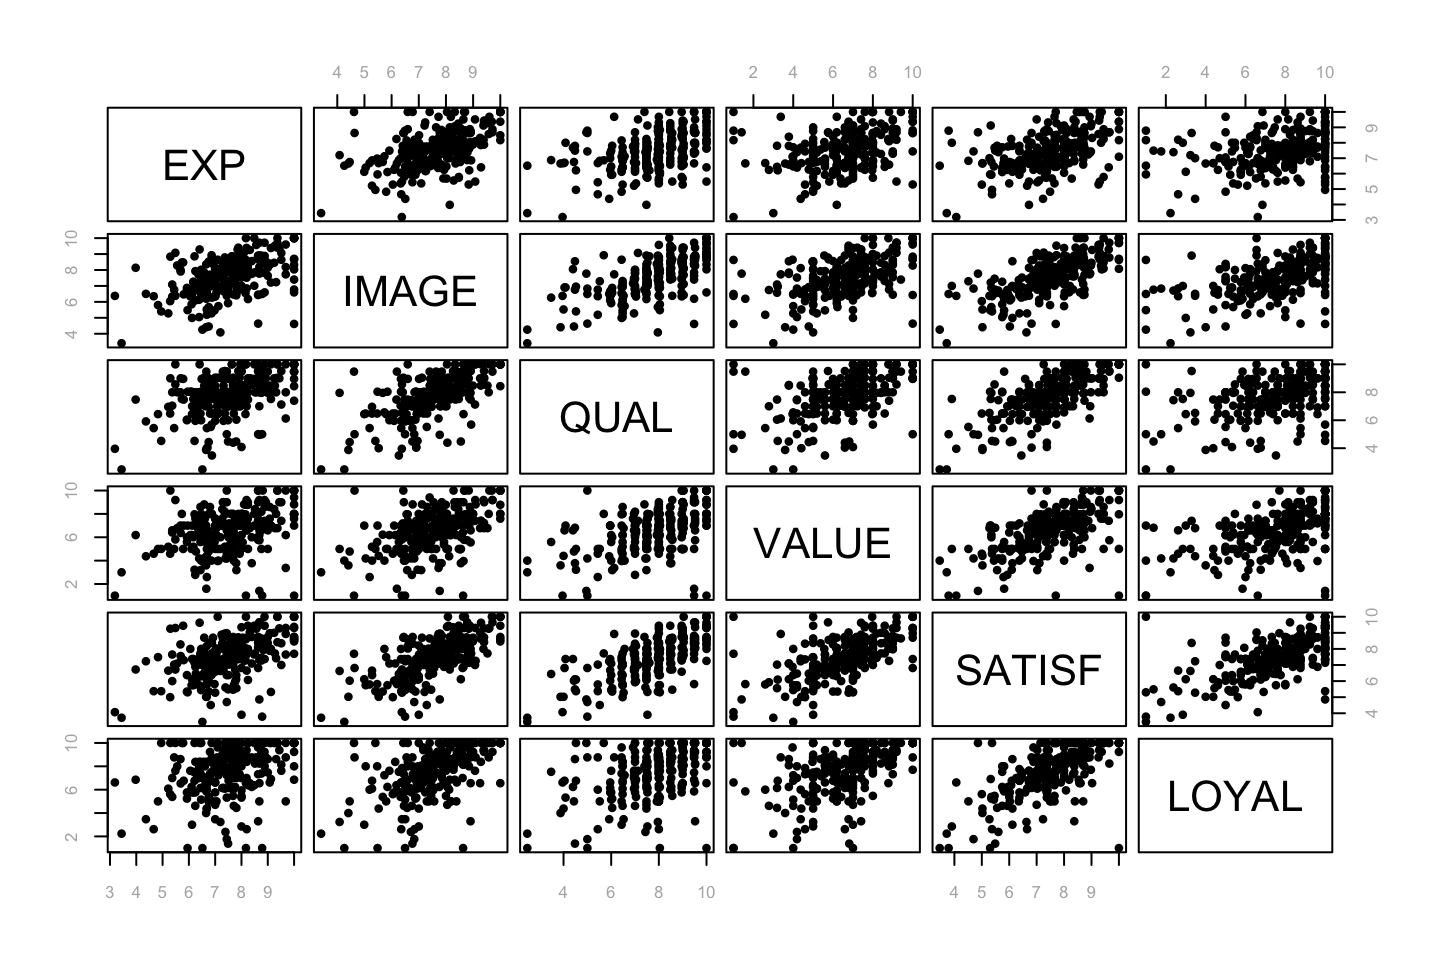 4 5 6 7 8 9
2 4 6 8 10
2 4 6 8 10
EXP
3 5 7 9
4 6 8 10
IMAGE
QUAL
4 6 8
2 6 10
VALUE
SATISF
4 6 8 10
2 6 10
LOYAL
3 4 5 6 7 8 9
4 6 8 10
4 5 6 7 8 9